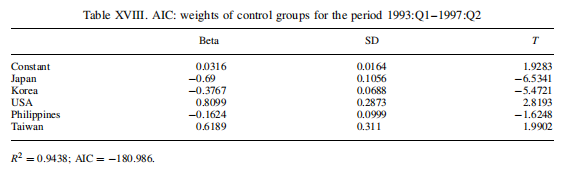 Table XVIII. AIC: weights of control groups for the period 1993:Q1–1997:Q2
Beta SD T
Constant 0.0316 0.0164 1.9283
Japan −0.69 0.1056 −6.5341
Korea −0.3767 0.0688 −5.4721
USA 0.8099 0.2873 2.8193
Philippines −0.1624 0.0999 −1.6248
Taiwan 0.6189 0.311 1.9902
R² = 0.9438; AIC = −180.986.